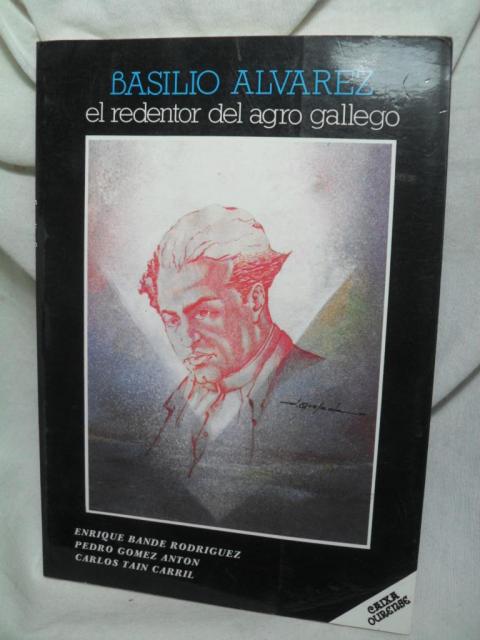 BASILIO ALVAREZ
el redentor del agro gallego
ENRIQUE BANDE RODRIGUEZ
PEDRO GOMEZ ANTON
CARLOS TAIN CARRIL
CAIXA
OURENSE